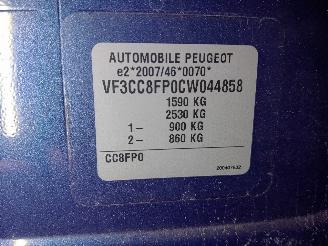 AUTOMOBILE PEUGEOT
e2*2007/46*0070*
VF3CC8FP0CW044858
1590 KG
2530 KG
1- 900 KG
2- 860 KG
CC8FP0